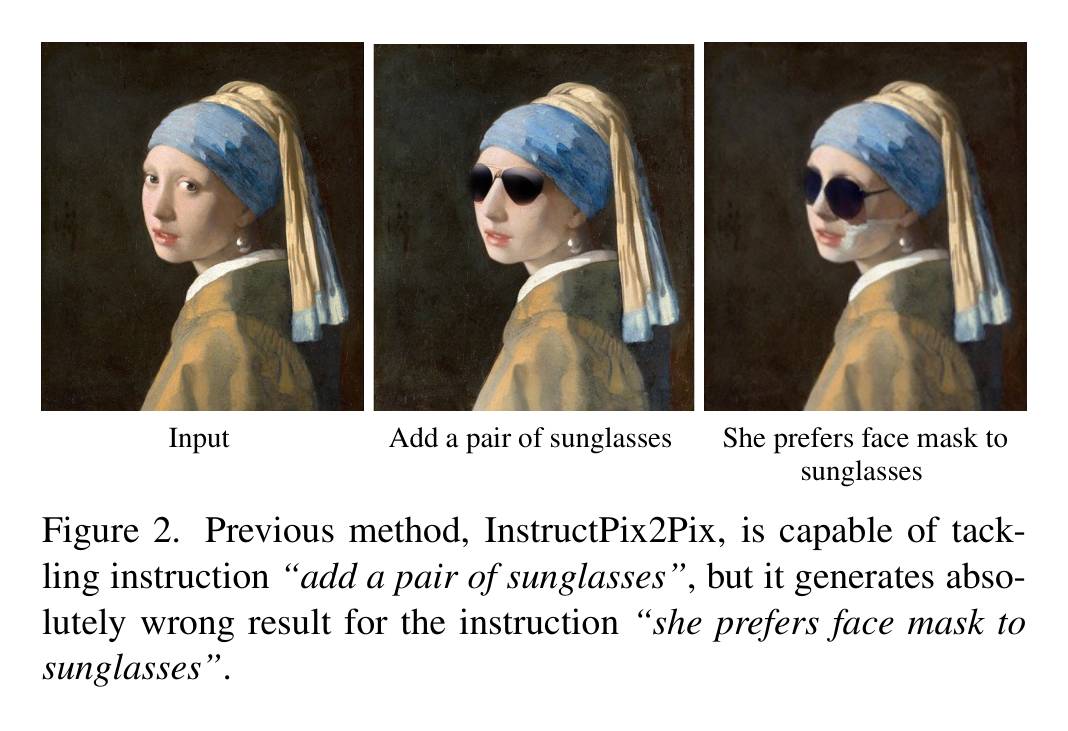 Input
Add a pair of sunglasses
She prefers face mask to
sunglasses
Figure 2. Previous method, InstructPix2Pix, is capable of tack-
ling instruction “add a pair of sunglasses”, but it generates abso-
lutely wrong result for the instruction “she prefers face mask to
sunglasses”.